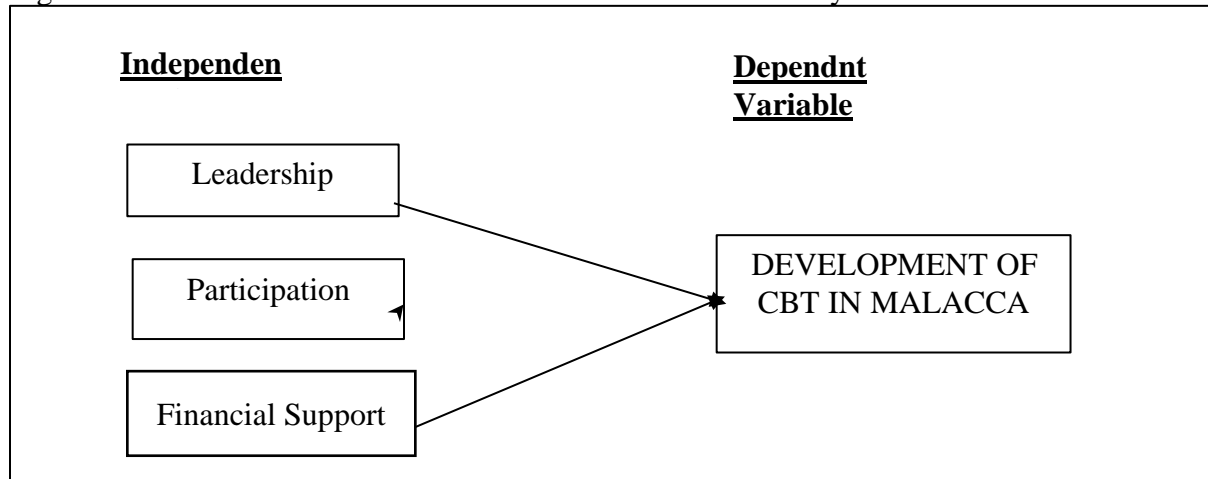 Independen
Dependnt
Variable
Leadership
Participation
Financial Support
DEVELOPMENT OF
CBT IN MALACCA